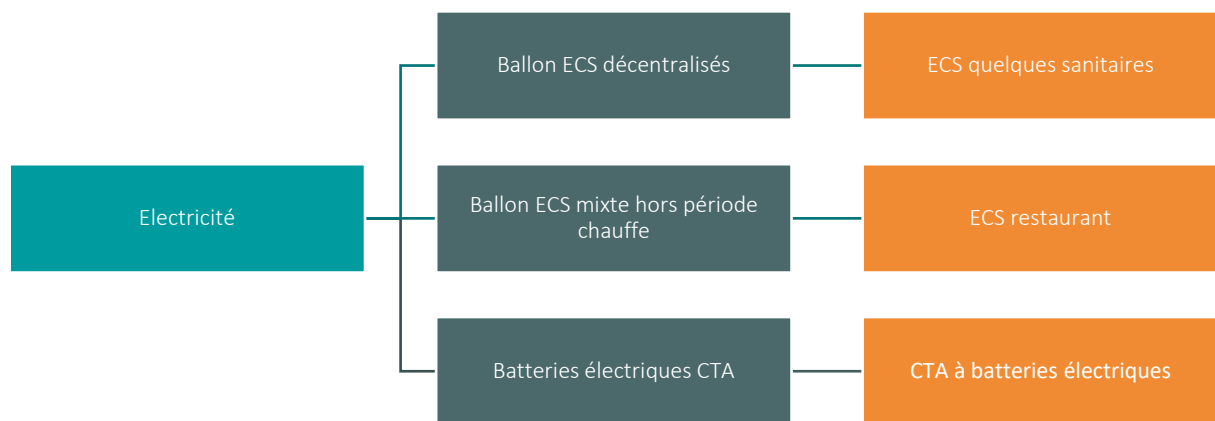 Ballon ECS décentralisés
ECS quelques sanitaires
Electricité
Ballon ECS mixte hors période
chauffe
ECS restaurant
Batteries électriques CTA
CTA à batteries électriques